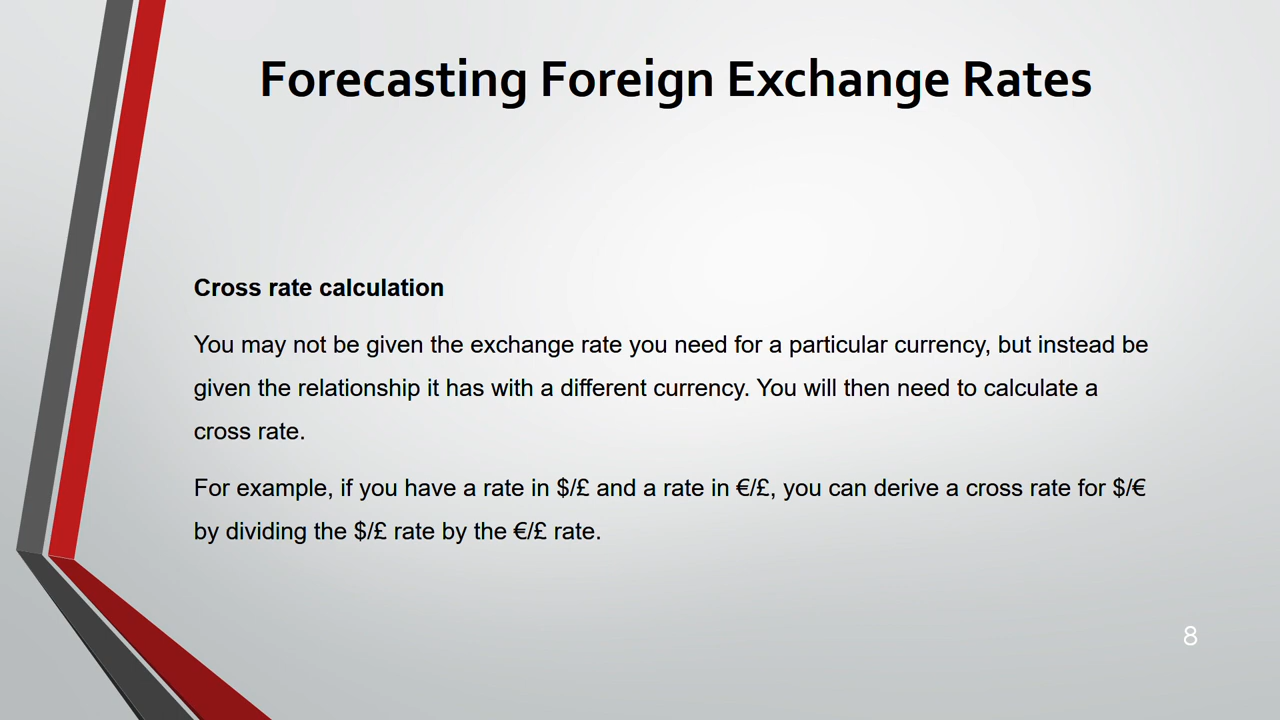 Forecasting Foreign Exchange Rates
Cross rate calculation
You may not be given the exchange rate you need for a particular currency, but instead be
given the relationship it has with a different currency. You will then need to calculate a
cross rate.
For example, if you have a rate in $/£ and a rate in €/£, you can derive a cross rate for $/€
by dividing the $/£ rate by the €/£ rate.
8